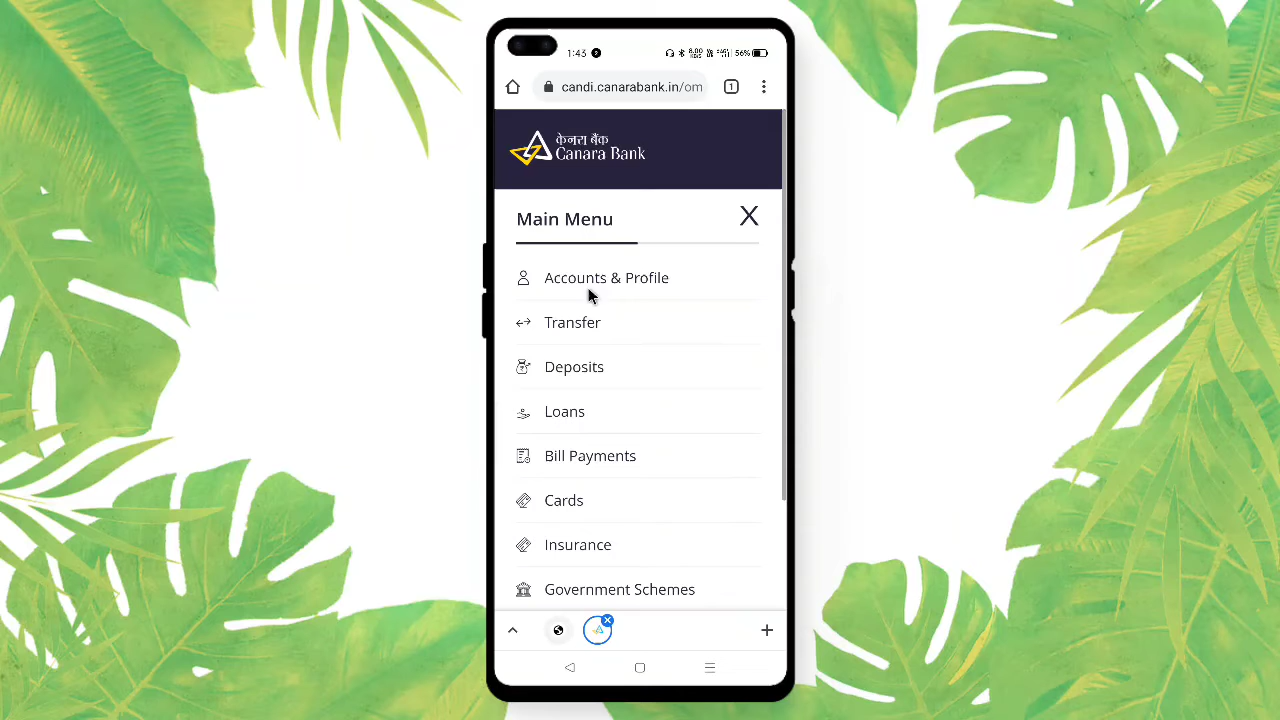 1:43
56%
candi.canarabank.in/om
1
केनरा बैंक
Canara Bank
Main Menu
X
Accounts & Profile
Transfer
Deposits
Loans
Bill Payments
Cards
Insurance
Government Schemes